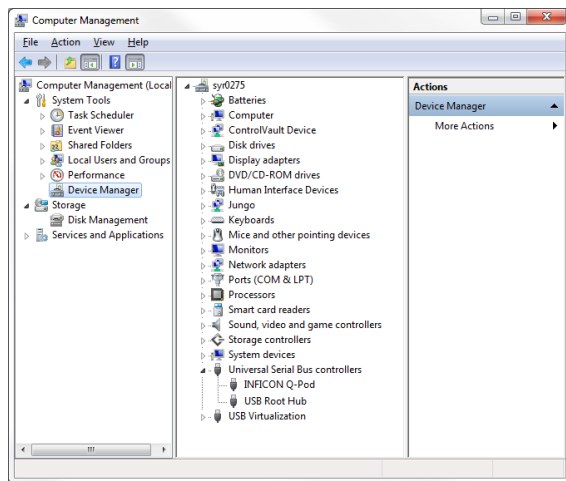 Computer Management
File Action View Help
Computer Management (Local
System Tools
Task Scheduler
Event Viewer
Shared Folders
Local Users and Groups
Performance
Device Manager
Storage
Disk Management
Services and Applications
syr0275
Batteries
Computer
ControlVault Device
Disk drives
Display adapters
DVD/CD-ROM drives
Human Interface Devices
Jungo
Keyboards
Mice and other pointing devices
Monitors
Network adapters
Ports (COM & LPT)
Processors
Smart card readers
Sound, video and game controllers
Storage controllers
System devices
Universal Serial Bus controllers
INFICON Q-Pod
USB Root Hub
USB Virtualization
Actions
Device Manager
More Actions